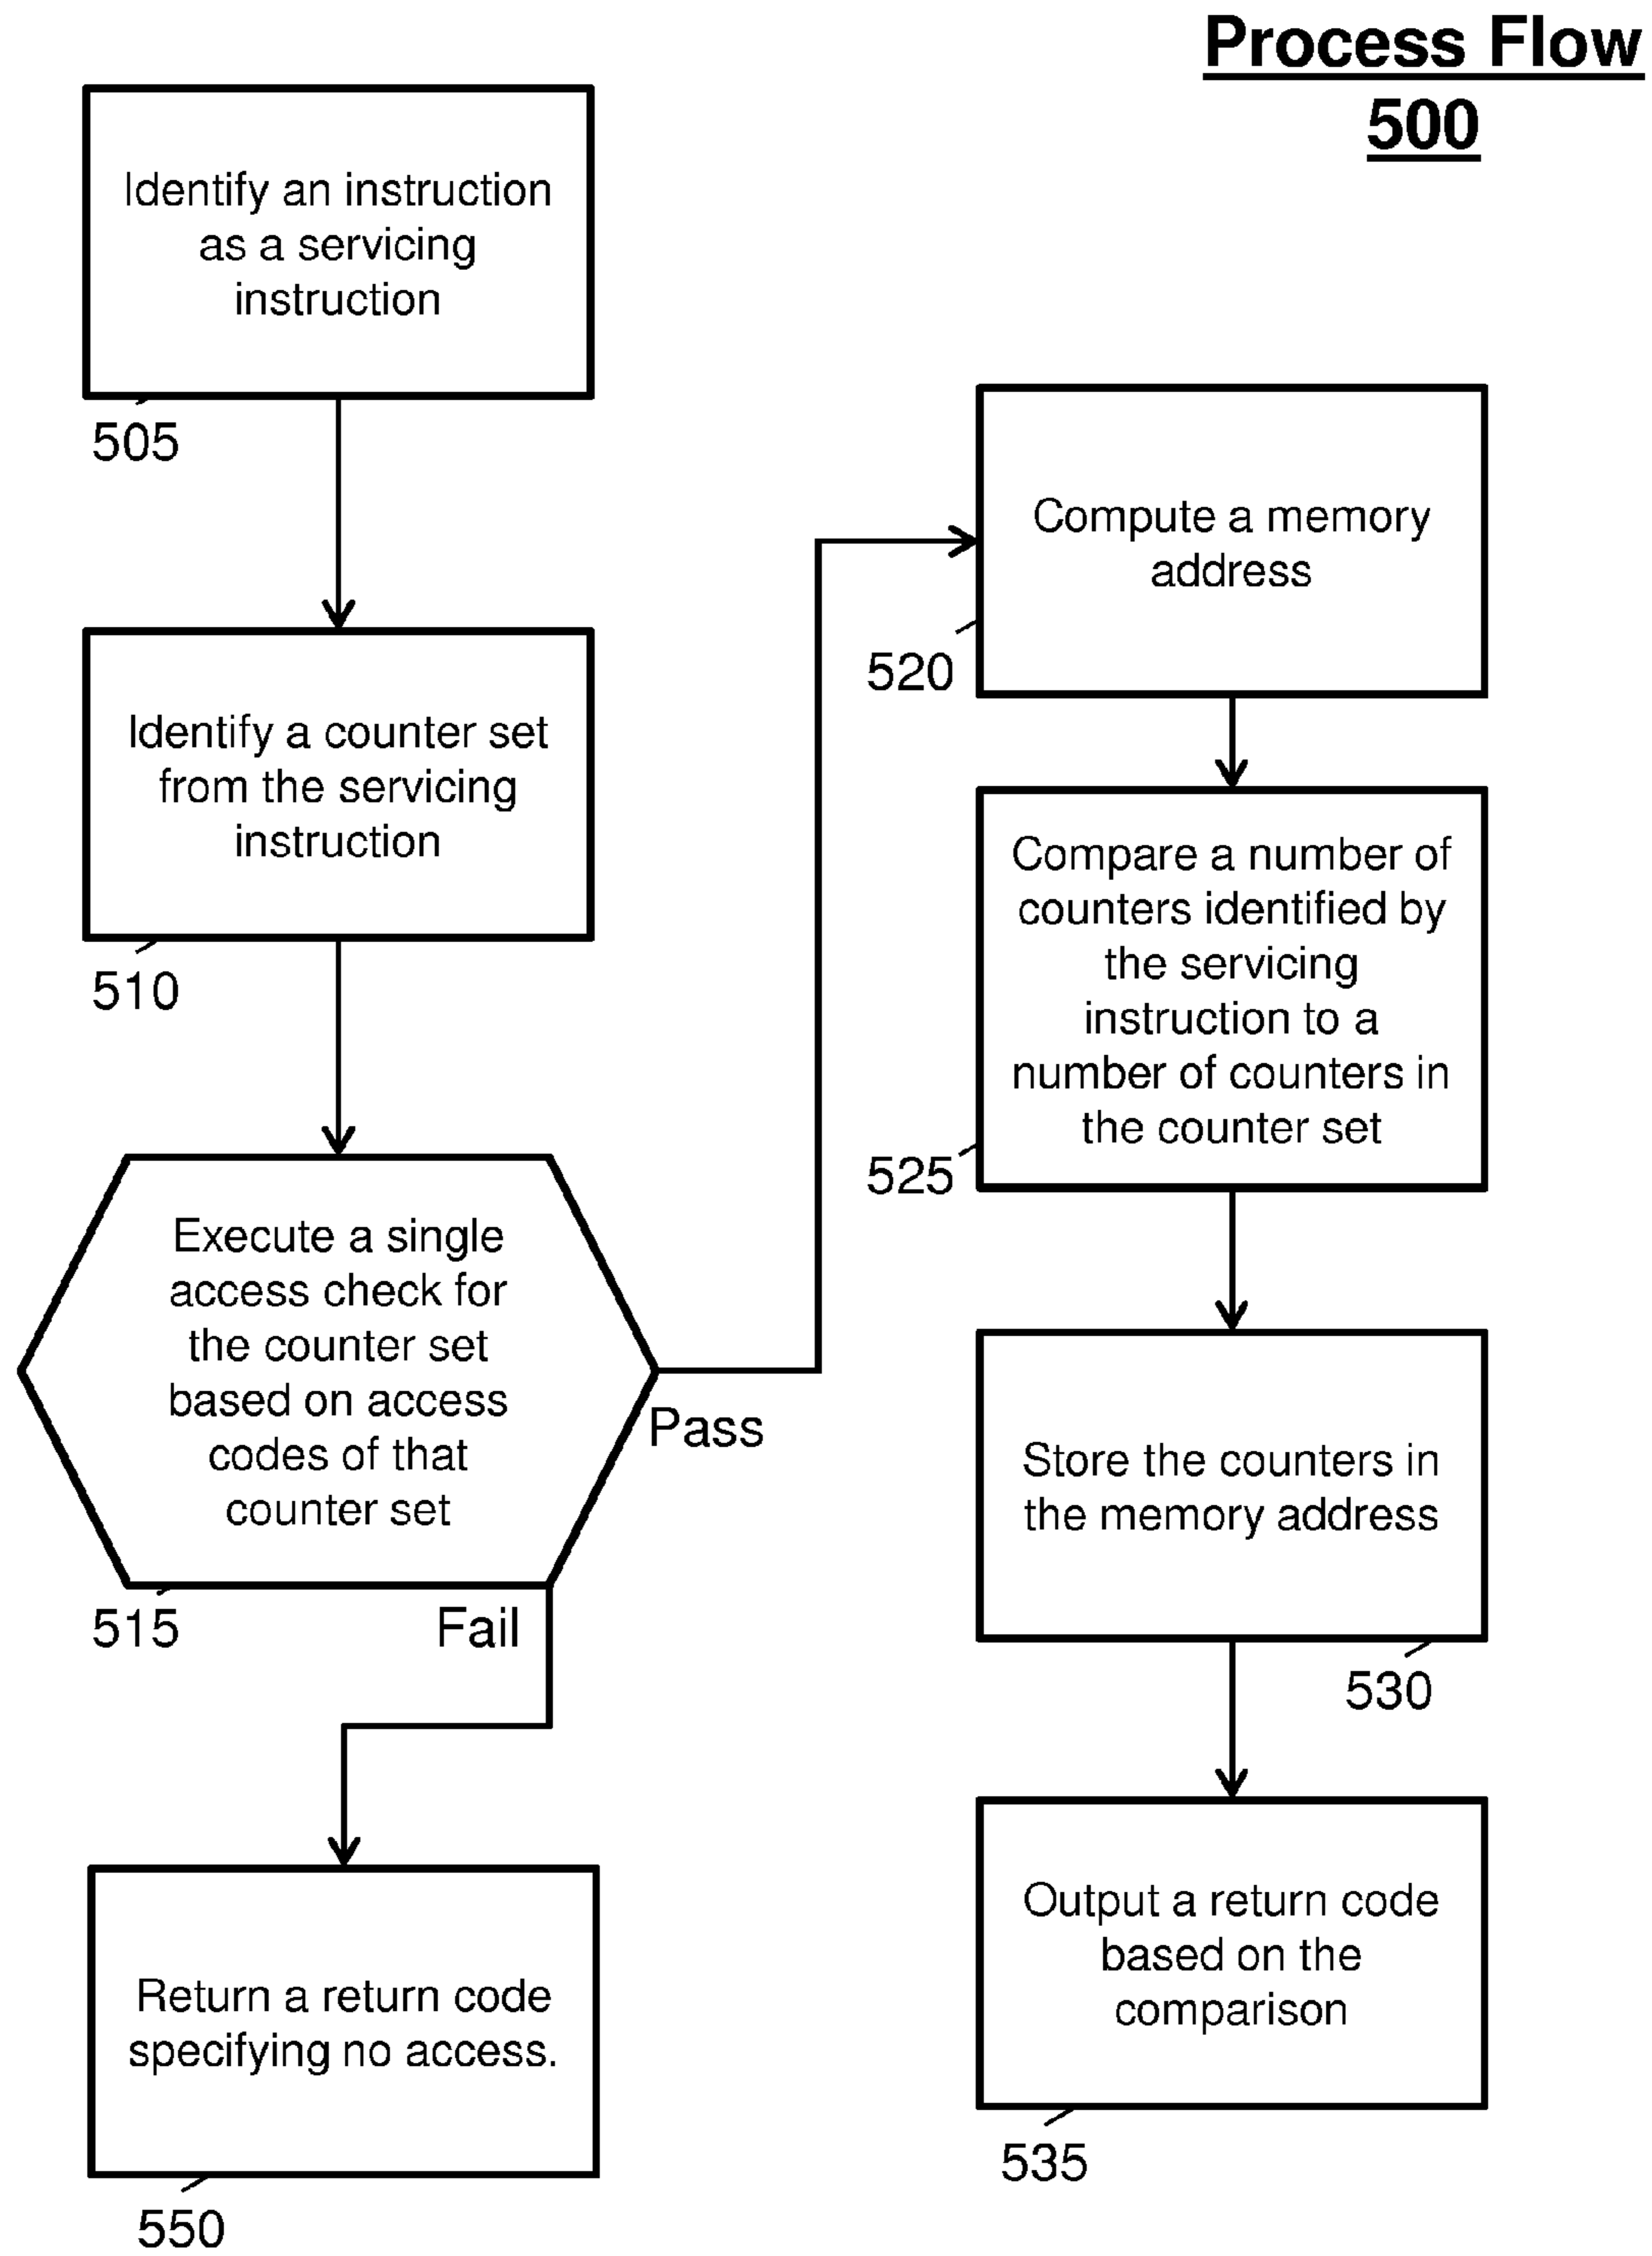 Process Flow
500
Identify an instruction
as a servicing
instruction
505
Identify a counter set
from the servicing
instruction
510
Execute a single
access check for
the counter set
based on access
codes of that
counter set
515
Pass
Fail
Return a return code
specifying no access.
550
Compute a memory
address
520
Compare a number of
counters identified by
the servicing
instruction to a
number of counters in
the counter set
525
Store the counters in
the memory address
530
Output a return code
based on the
comparison
535